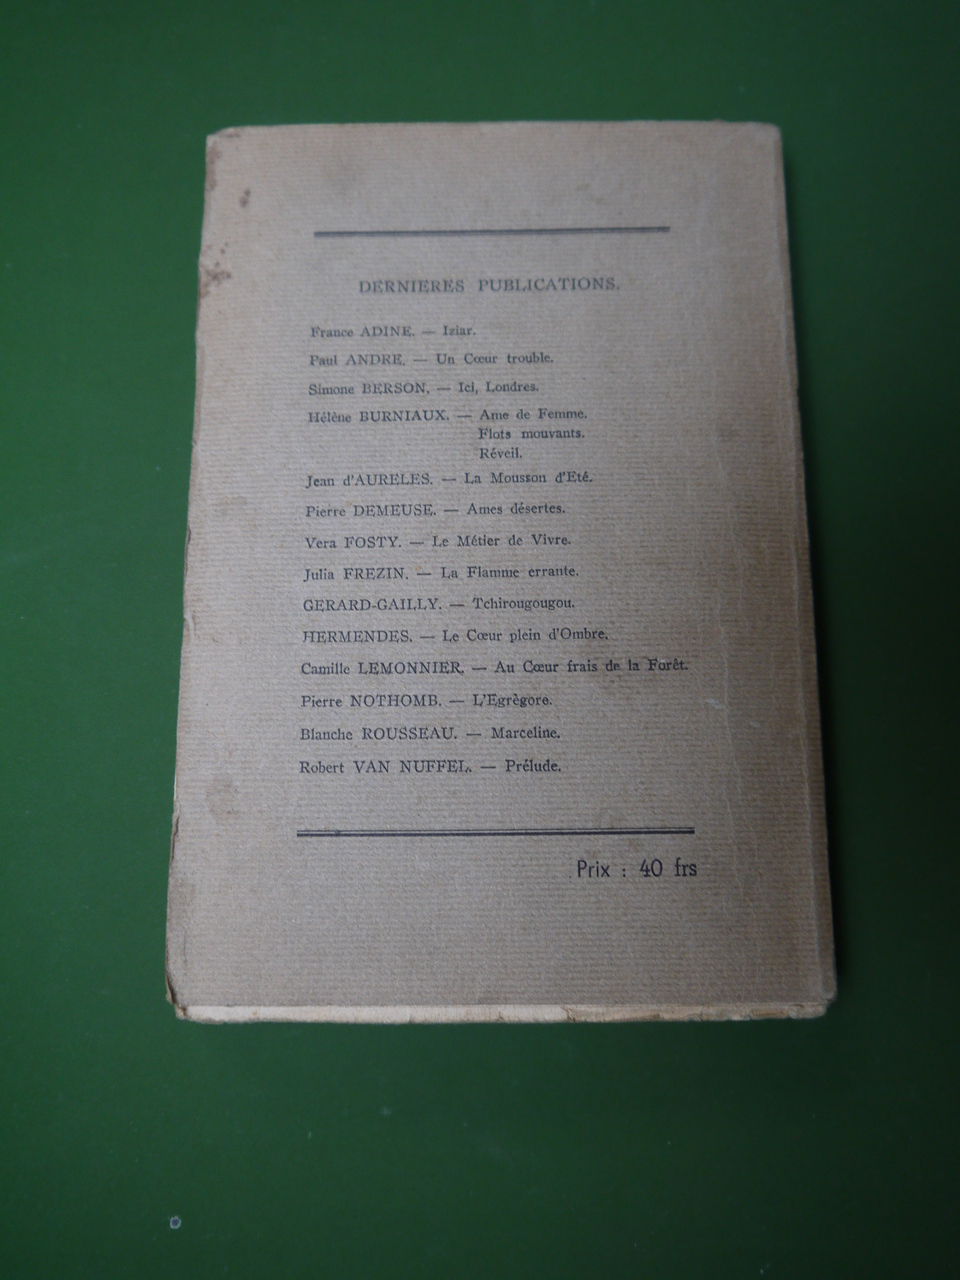 DERNIERES PUBLICATIONS.
France ADINE. — Iziar.
Paul ANDRE. — Un Cœur trouble.
Simone BERSON. — Ici, Londres.
Hélène BURNIAUX. — Ame de Femme.
Flots mouvants.
Réveil.
Jean d'AURELES. — La Mousson d'Eté.
Pierre DEMEUSE. — Ames désertes.
Vera FOSTY. — Le Métier de Vivre.
Julia FREZIN. — La Flamme errante.
GERARD-GAILLY. — Tchirougougou.
HERMENDES. — Le Cœur plein d'Ombre.
Camille LEMONNIER. — Au Cœur frais de la Forêt.
Pierre NOTHOMB. — L'Egrègore.
Blanche ROUSSEAU. — Marceline.
Robert VAN NUFFEL. — Prélude.
Prix : 40 frs